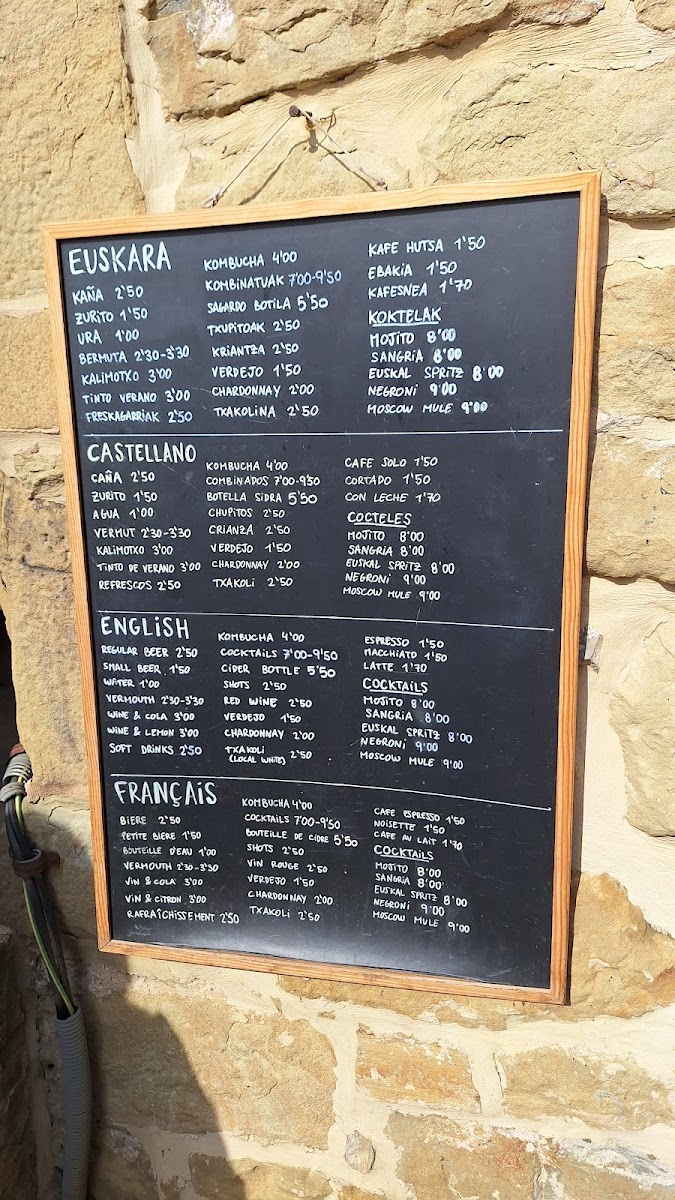 EUSKARA
KAÑA 2'50
ZURITO 1'50
URA 1'00
BERMUTA 2'30-3'30
KALIMOTXO 3'00
TINTO VERANO 3'00
FRESKAGARRIAK 2'50
KOMBUCHA 4'00
KOMBINATUAK 7'00-9'50
SAGARDO BOTILA 5'50
TXUPITOAK 2'50
KRIANTZA 2'50
VERDEJO 1'50
CHARDONNAY 2'00
TXAKOLINA 2'50
KAFE HUTSA 1'50
EBAKIA 1'50
KAFESNEA 1'70
KOKTELAK
MOJITO 8'00
SANGRIA 8'00
EUSKAL SPRITZ 8'00
NEGRONI 9'00
MOSCOW MULE 9'00
CASTELLANO
CAÑA 2'50
ZURITO 1'50
AGUA 1'00
VERMUT 2'30-3'30
KALIMOTXO 3'00
TINTO DE VERANO 3'00
REFRESCOS 2'50
KOMBUCHA 4'00
COMBINADOS 7'00-9'50
BOTELLA SIDRA 5'50
CHUPITOS 2'50
CRIANZA 2'50
VERDEJO 1'50
CHARDONNAY 2'00
TXAKOLI 2'50
CAFE SOLO 1'50
CORTADO 1'50
CON LECHE 1'70
COCTELES
MOJITO 8'00
SANGRIA 8'00
EUSKAL SPRITZ 8'00
NEGRONI 9'00
MOSCOW MULE 9'00
ENGLISH
REGULAR BEER 2'50
SMALL BEER 1'50
WATER 1'00
VERMOUTH 2'30-3'30
WINE & COLA 3'00
WINE & LEMON 3'00
SOFT DRINKS 2'50
KOMBUCHA 4'00
COCKTAILS 7'00-9'50
CIDER BOTTLE 5'50
SHOTS 2'50
RED WINE 2'50
VERDEJO 1'50
CHARDONNAY 2'00
TXAKOLI 2'50
(LOCAL WHITE)
ESPRESSO 1'50
MACCHIATO 1'50
LATTE 1'70
COCKTAILS
MOJITO 8'00
SANGRIA 8'00
EUSKAL SPRITZ 8'00
NEGRONI 9'00
MOSCOW MULE 9'00
FRANÇAIS
BIERE 2'50
PETITE BIERE 1'50
BOUTEILLE D'EAU 1'00
VERMOUTH 2'30-3'30
VIN & COLA 3'00
VIN & CITRON 3'00
RAFRAÎCHISSEMENT 2'50
KOMBUCHA 4'00
COCKTAILS 7'00-9'50
BOUTEILLE DE CIDRE 5'50
SHOTS 2'50
VIN ROUGE 2'50
VERDEJO 1'50
CHARDONNAY 2'00
TXAKOLI 2'50
CAFE ESPRESSO 1'50
NOISETTE 1'50
CAFE AU LAIT 1'70
COCKTAILS
MOJITO 8'00
SANGRIA 8'00
EUSKAL SPRITZ 8'00
NEGRONI 9'00
MOSCOW MULE 9'00